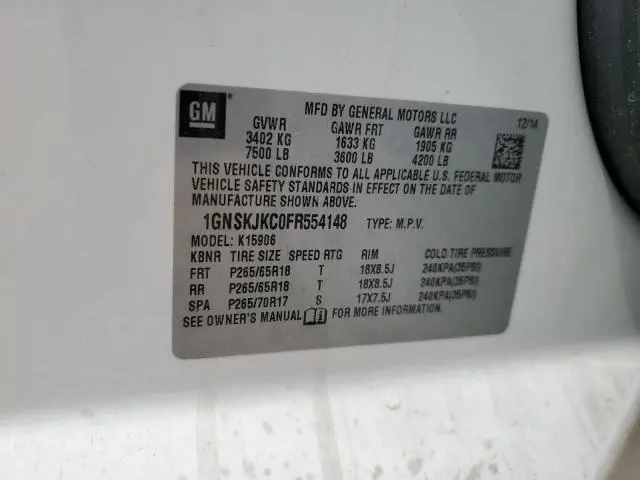 GM
MFD BY GENERAL MOTORS LLC 12/14
GVWR GAWR FRT GAWR RR
3402 KG 1633 KG 1905 KG
7500 LB 3600 LB 4200 LB
THIS VEHICLE CONFORMS TO ALL APPLICABLE U.S. FEDERAL MOTOR
VEHICLE SAFETY STANDARDS IN EFFECT ON THE DATE OF
MANUFACTURE SHOWN ABOVE.
1GNSKJKC0FR554148 TYPE: M.P.V.
MODEL: K15906
KBNR TIRE SIZE SPEED RTG RIM COLD TIRE PRESSURE
FRT P265/65R18 T 18X8.5J 240KPA(35PSI)
RR P265/65R18 T 18X8.5J 240KPA(35PSI)
SPA P265/70R17 S 17X7.5J 240KPA(35PSI)
SEE OWNER'S MANUAL FOR MORE INFORMATION.